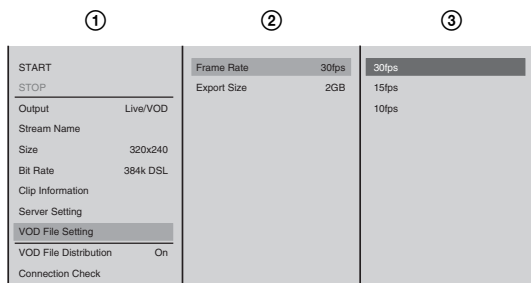 ① ② ③
START
STOP
Output Live/VOD
Stream Name
Size 320x240
Bit Rate 384k DSL
Clip Information
Server Setting
VOD File Setting
VOD File Distribution On
Connection Check
Frame Rate 30fps
Export Size 2GB
30fps
15fps
10fps